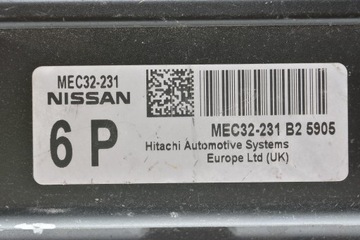 MEC32-231
NISSAN
6 P
MEC32-231 B2 5905
Hitachi Automotive Systems
Europe Ltd (UK)